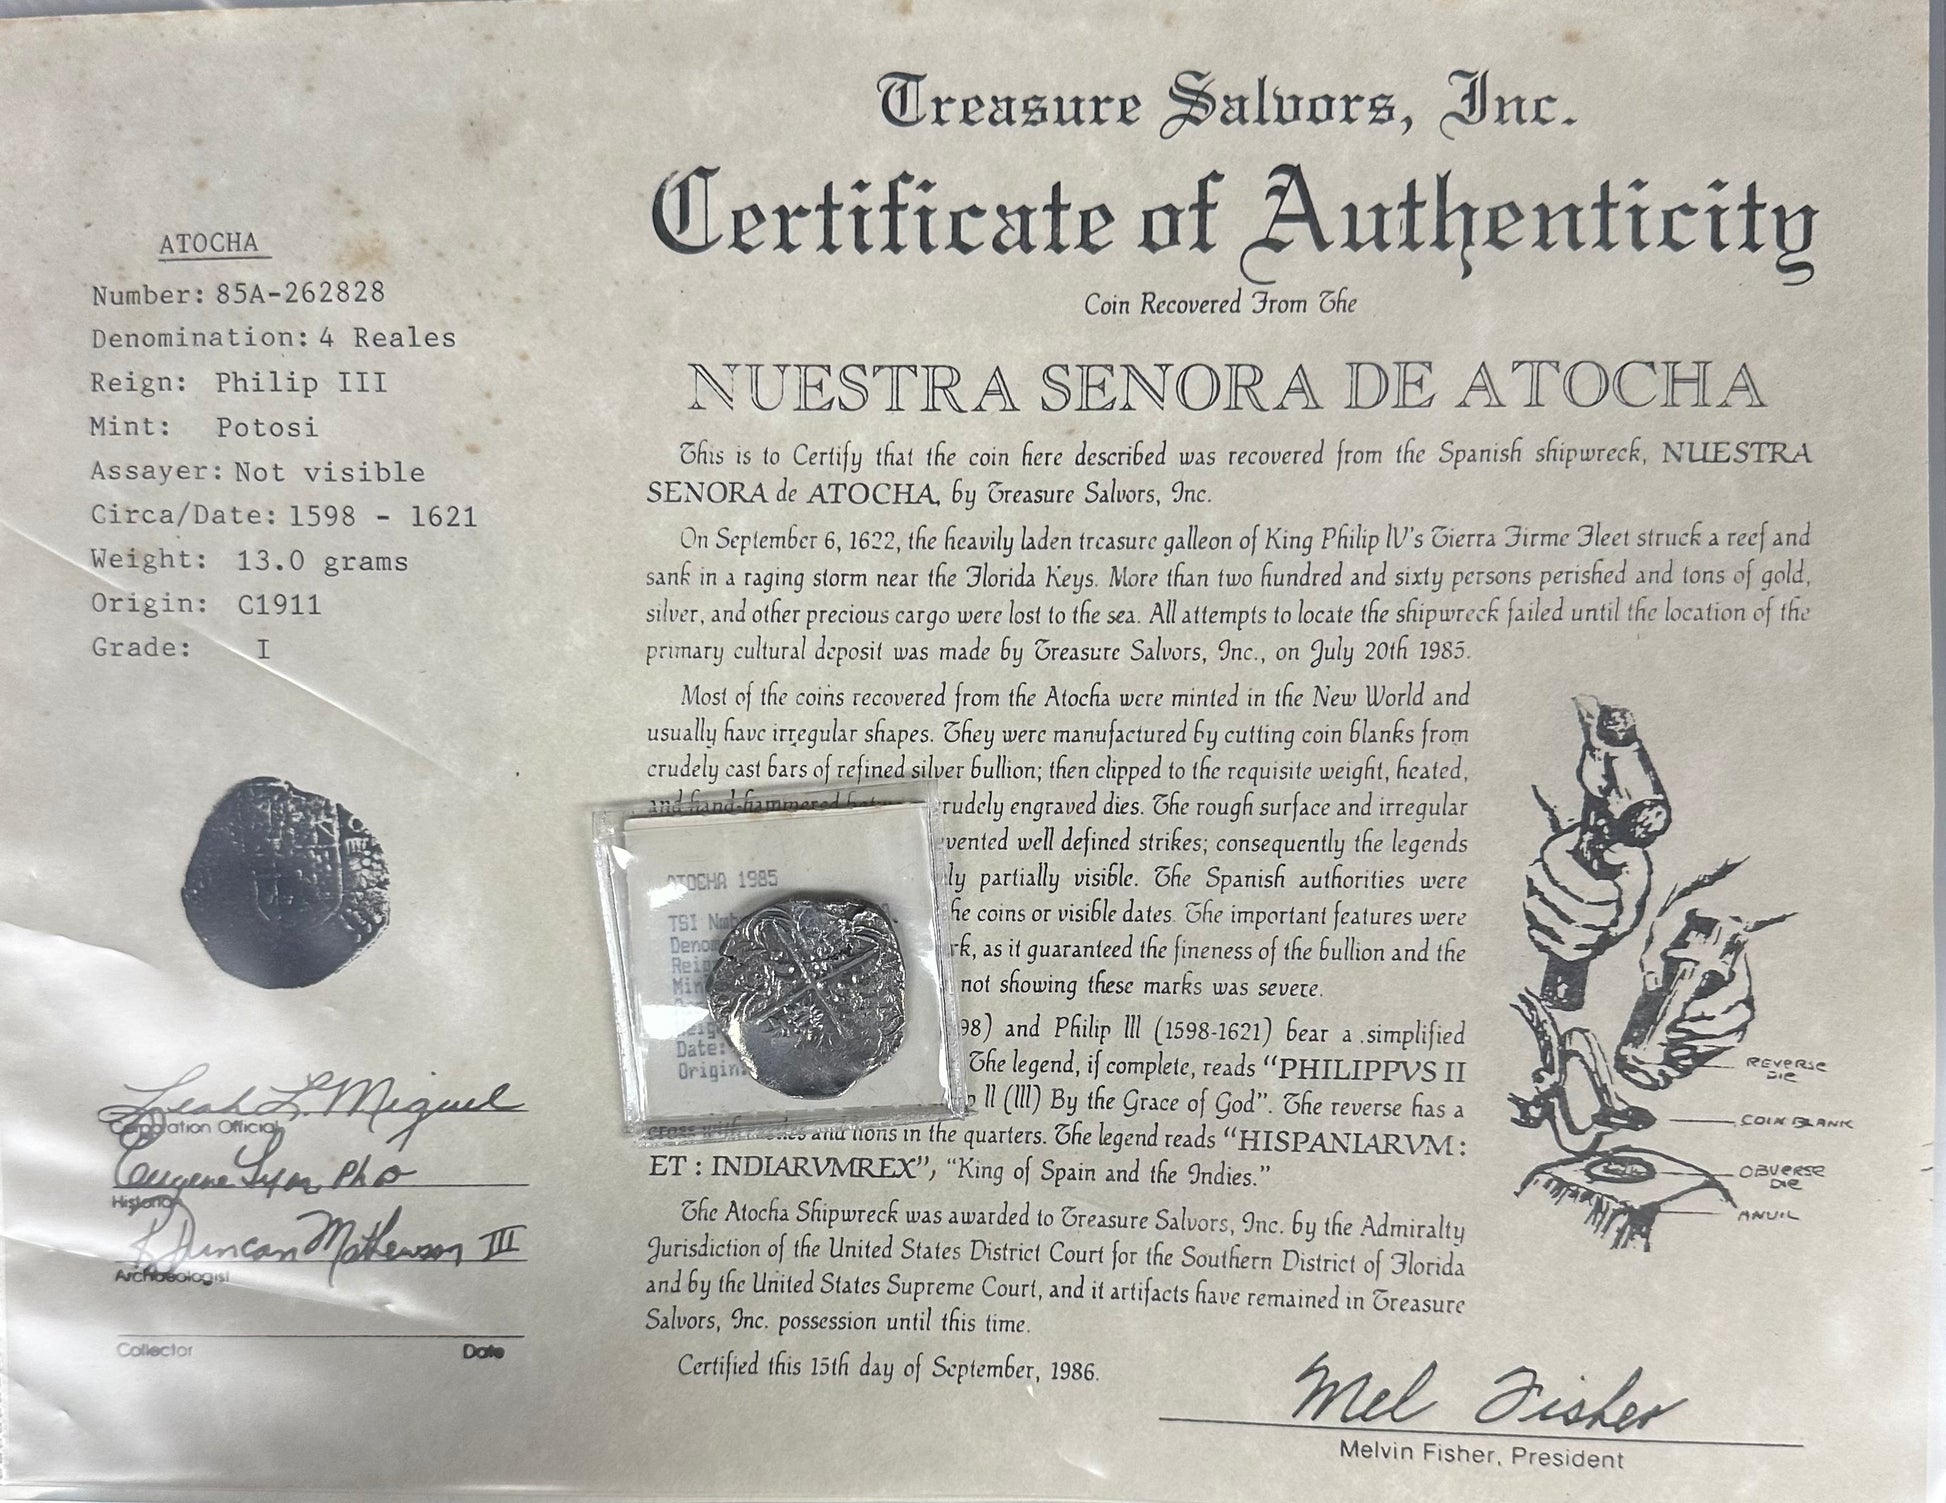 Treasure Salvors, Inc.
Certificate of Authenticity
Coin Recovered From The
NUESTRA SENORA DE ATOCHA
ATOCHA
Number: 85A-262828
Denomination: 4 Reales
Reign: Philip III
Mint: Potosi
Assayer: Not visible
Circa/Date: 1598 - 1621
Weight: 13.0 grams
Origin: C1911
Grade: I
This is to Certify that the coin here described was recovered from the Spanish shipwreck, NUESTRA
SENORA de ATOCHA, by Treasure Salvors, Inc.
On September 6, 1622, the heavily laden treasure galleon of King Philip IV's Tierra Firme Fleet struck a reef and
sank in a raging storm near the Florida Keys. More than two hundred and sixty persons perished and tons of gold,
silver, and other precious cargo were lost to the sea. All attempts to locate the shipwreck failed until the location of the
primary cultural deposit was made by Treasure Salvors, Inc., on July 20th 1985.
Most of the coins recovered from the Atocha were minted in the New World and
usually have irregular shapes. They were manufactured by cutting coin blanks from
crudely cast bars of refined silver bullion; then clipped to the requisite weight, heated,
and hand-hammered rudely engraved dies. The rough surface and irregular
vented well defined strikes; consequently the legends
ly partially visible. The Spanish authorities were
he coins or visible dates. The important features were
rk, as it guaranteed the fineness of the bullion and the
not showing these marks was severe.
98) and Philip III (1598-1621) bear a simplified
The legend, if complete, reads "PHILIPPVS II
II (III) By the Grace of God". The reverse has a
cross with and lions in the quarters. The legend reads "HISPANIARVM:
ET: INDIARVMREX", "King of Spain and the Indies."
The Atocha Shipwreck was awarded to Treasure Salvors, Inc. by the Admiralty
Jurisdiction of the United States District Court for the Southern District of Florida
and by the United States Supreme Court, and it artifacts have remained in Treasure
Salvors, Inc. possession until this time.
Certified this 15th day of September, 1986.
ATOCHA 1985
TSI
Denom
Reig
Min
Date:
Origin
REVERSE
DIE
COIN BLANK
OBVERSE
DIE
ANVIL
Leah L. Miguel
Corporation Official
Eugene Lyon PhD
Historian
R Duncan Mathewson III
Archaeologist
Collector Date
Mel Fisher
Melvin Fisher, President